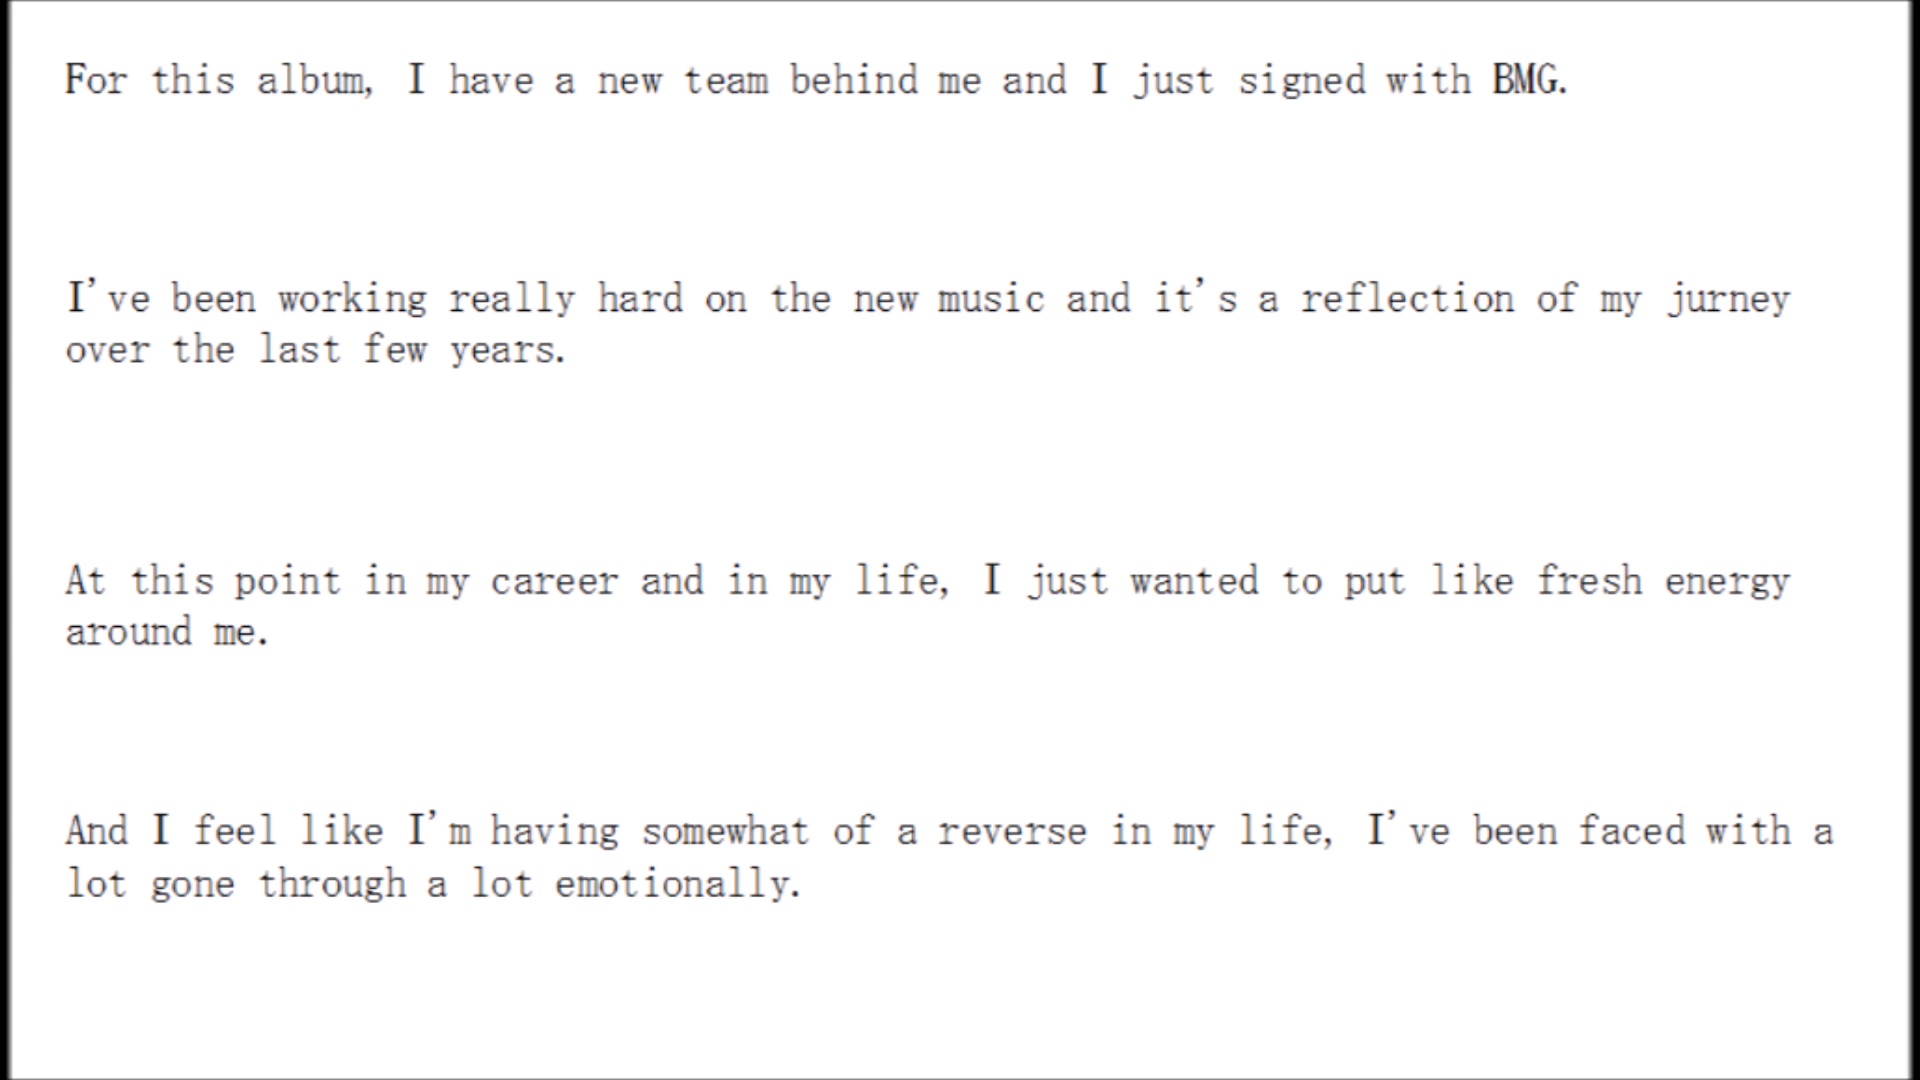 For this album, I have a new team behind me and I just signed with BMG.
I've been working really hard on the new music and it's a reflection of my jurney
over the last few years.
At this point in my career and in my life, I just wanted to put like fresh energy
around me.
And I feel like I'm having somewhat of a reverse in my life, I've been faced with a
lot gone through a lot emotionally.